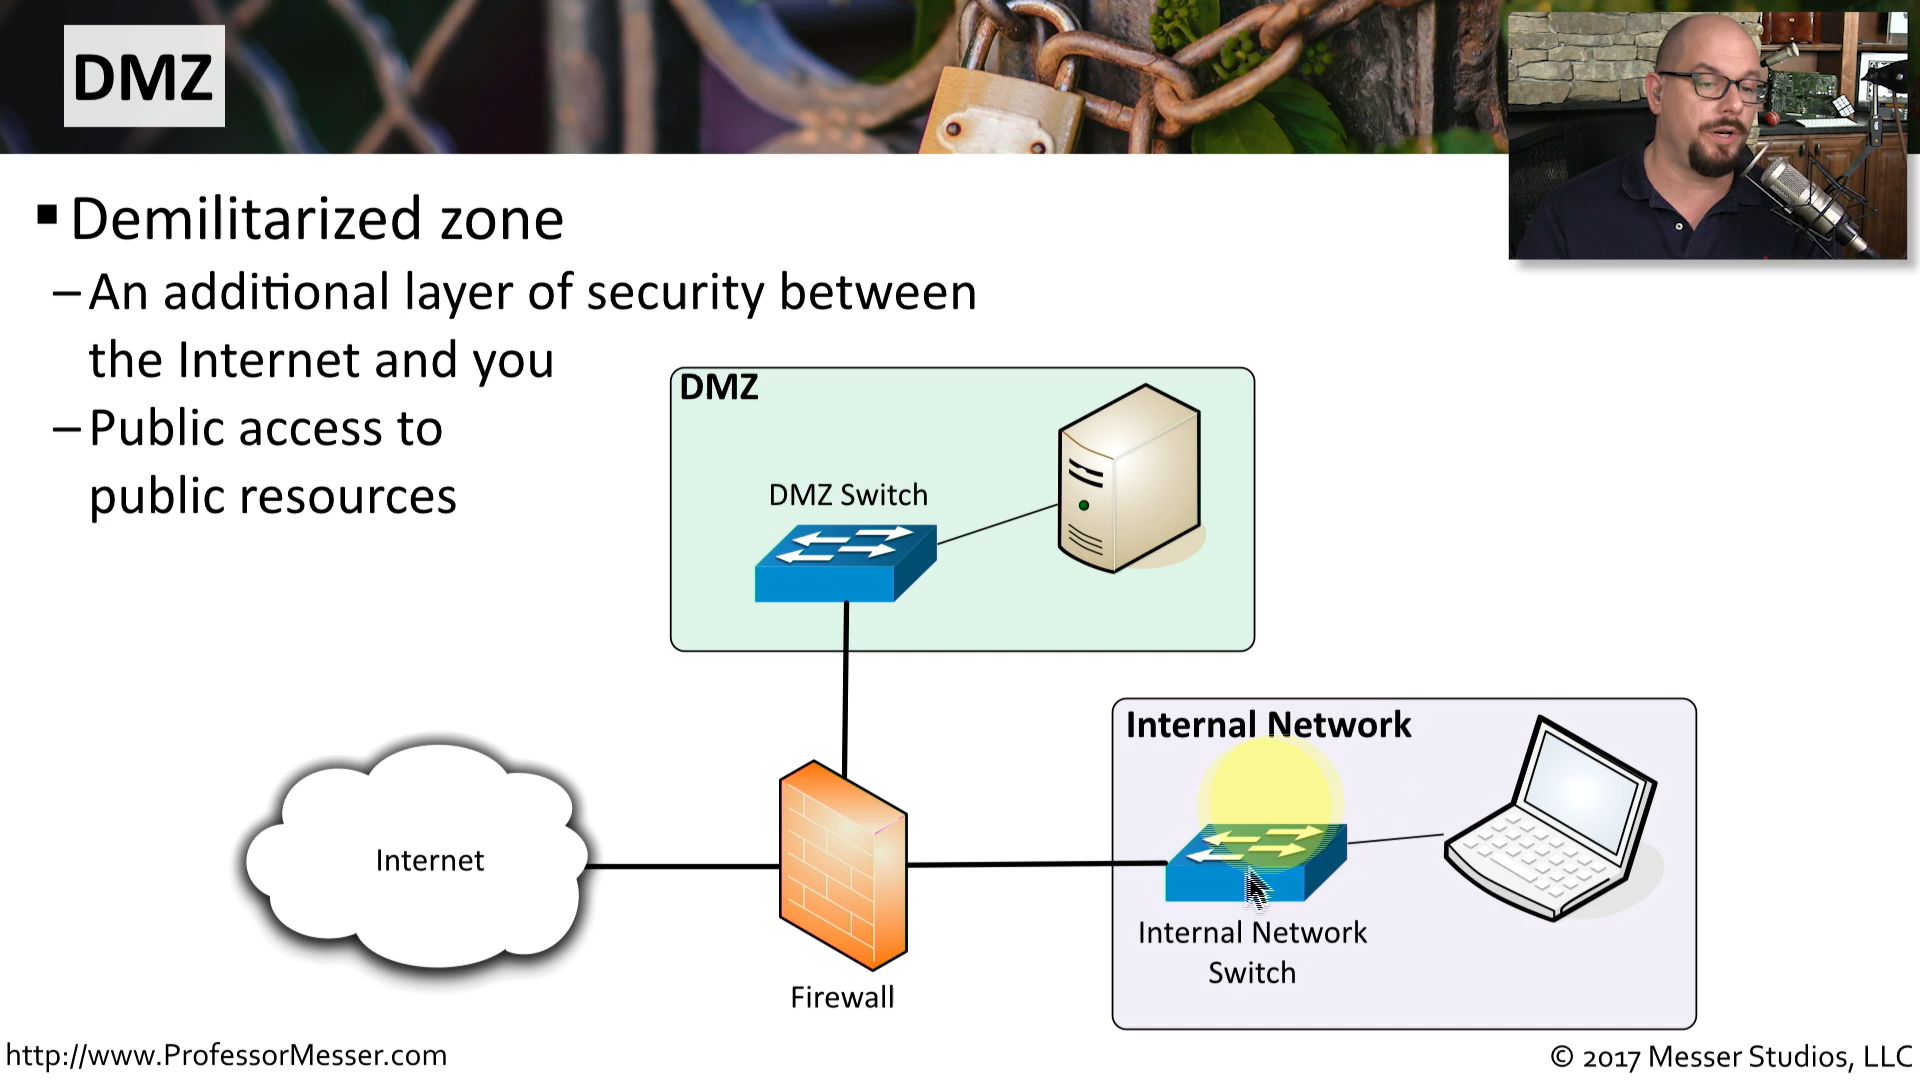 DMZ
Demilitarized zone
–An additional layer of security between
the Internet and you
–Public access to
public resources
DMZ
DMZ Switch
Internal Network
Internet
Internal Network
Switch
Firewall
http://www.ProfessorMesser.com
© 2017 Messer Studios, LLC